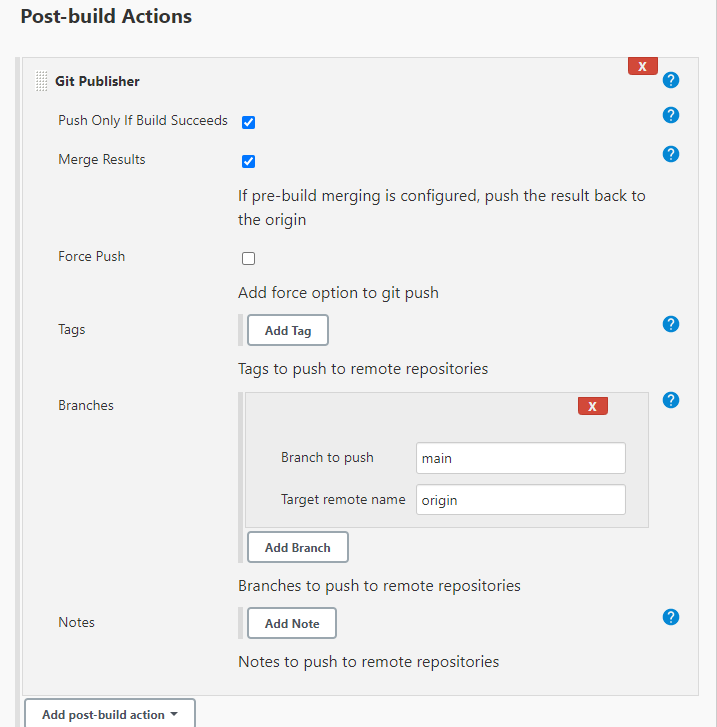 Post-build Actions
X
Git Publisher
?
Push Only If Build Succeeds
?
Merge Results
?
If pre-build merging is configured, push the result back to
the origin
Force Push
Add force option to git push
Tags
Add Tag
?
Tags to push to remote repositories
Branches
X
?
Branch to push
main
Target remote name
origin
Add Branch
Branches to push to remote repositories
Notes
Add Note
?
Notes to push to remote repositories
Add post-build action